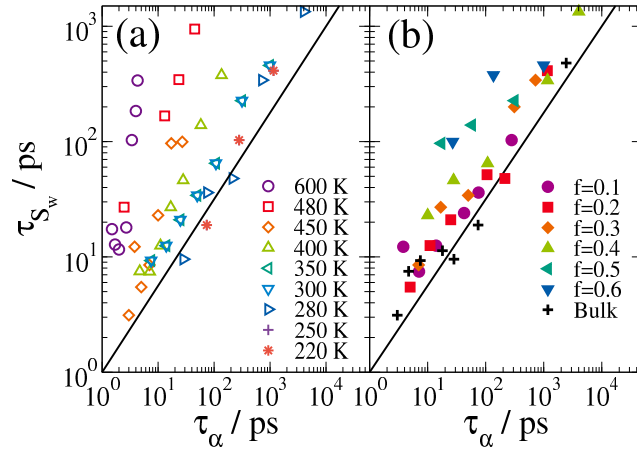 (a)
(b)
τ_{S_w} / ps
10^3
10^2
10^1
10^0
600 K
480 K
450 K
400 K
350 K
300 K
280 K
250 K
220 K
f=0.1
f=0.2
f=0.3
f=0.4
f=0.5
f=0.6
Bulk
10^0 10^1 10^2 10^3 10^4
10^1 10^2 10^3 10^4
τ_α / ps
τ_α / ps